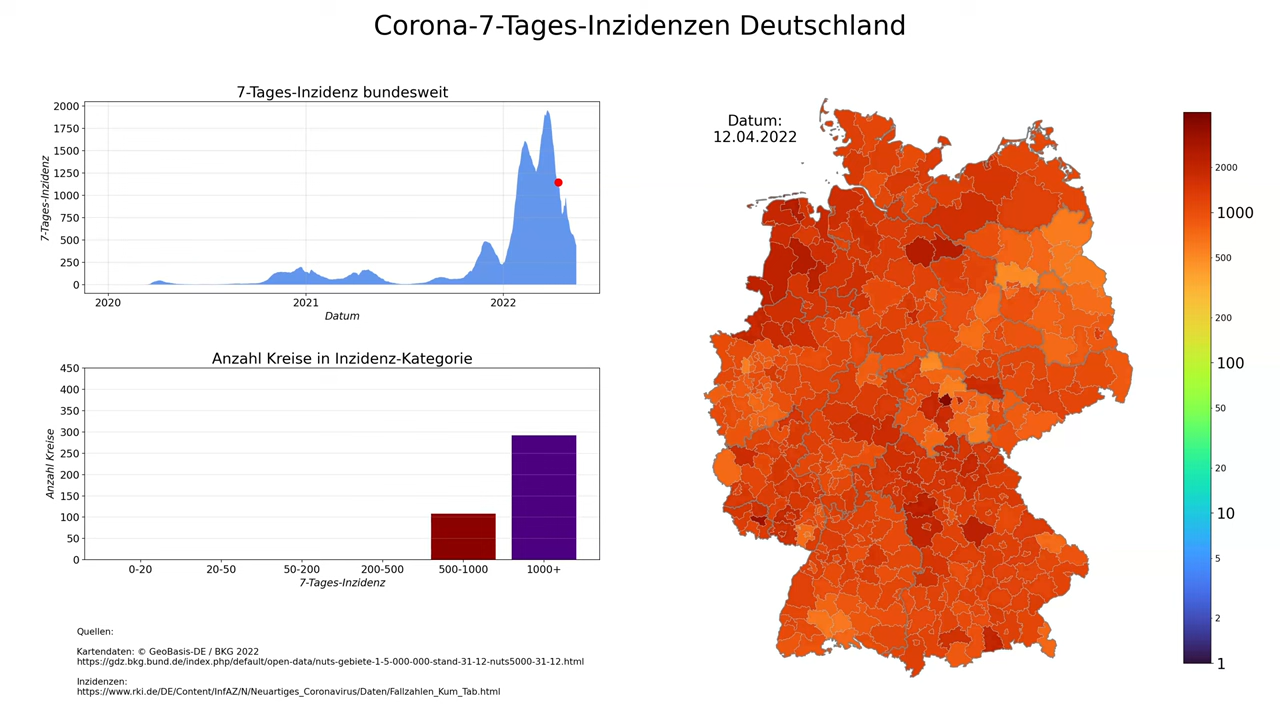 Corona-7-Tages-Inzidenzen Deutschland
7-Tages-Inzidenz bundesweit
2000
1750
1500
1250
1000
750
500
250
0
7-Tages-Inzidenz
2020 2021 2022
Datum
Anzahl Kreise in Inzidenz-Kategorie
450
400
350
300
250
200
150
100
50
0
Anzahl Kreise
0-20 20-50 50-200 200-500 500-1000 1000+
7-Tages-Inzidenz
Quellen:
Kartendaten: © GeoBasis-DE / BKG 2022
https://gdz.bkg.bund.de/index.php/default/open-data/nuts-gebiete-1-5-000-000-stand-31-12-nuts5000-31-12.html
Inzidenzen:
https://www.rki.de/DE/Content/InfAZ/N/Neuartiges_Coronavirus/Daten/Fallzahlen_Kum_Tab.html
Datum:
12.04.2022
2000
1000
500
200
100
50
20
10
5
2
1